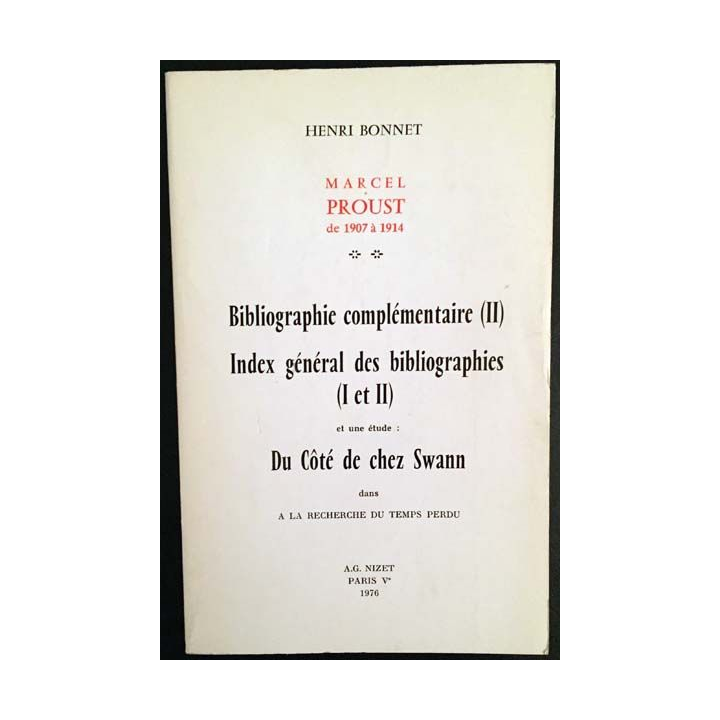 HENRI BONNET
MARCEL
PROUST
de 1907 à 1914
Bibliographie complémentaire (II)
Index général des bibliographies
(I et II)
et une étude :
Du Côté de chez Swann
dans
A LA RECHERCHE DU TEMPS PERDU
A.G. NIZET
PARIS Vᵉ
1976